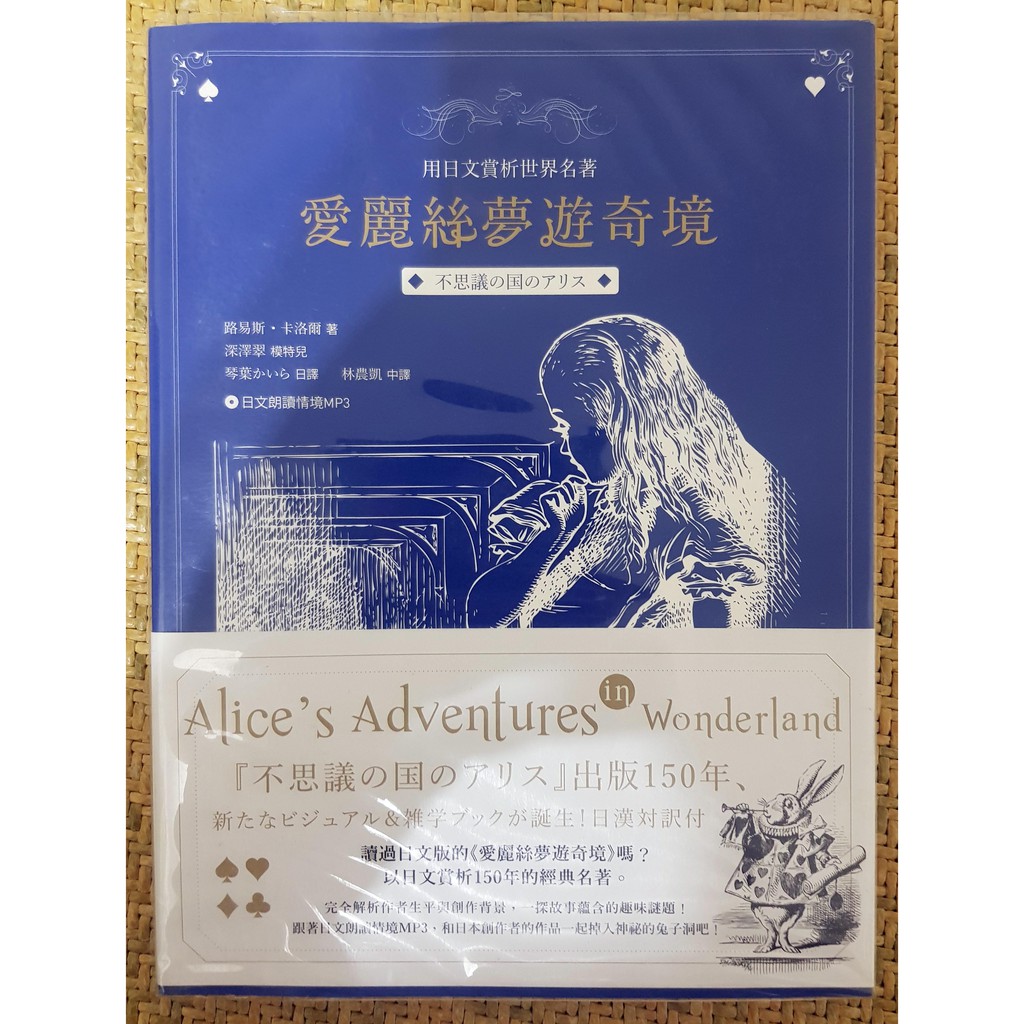 用日文賞析世界名著
愛麗絲夢遊奇境
不思議の国のアリス
路易斯・卡洛爾 著
深澤翠 模特兒
琴葉かいら 日譯 林農凱 中譯
日文朗讀情境MP3
Alice's Adventures in Wonderland
『不思議の国のアリス』出版150年、
新たなビジュアル&雑学ブックが誕生!日漢対訳付
讀過日文版的《愛麗絲夢遊奇境》嗎?
以日文賞析150年的經典名著。
完全解析作者生平與創作背景,一探故事蘊含的趣味謎題!
跟著日文朗讀情境MP3,和日本創作者的作品一起掉入神祕的兔子洞吧!